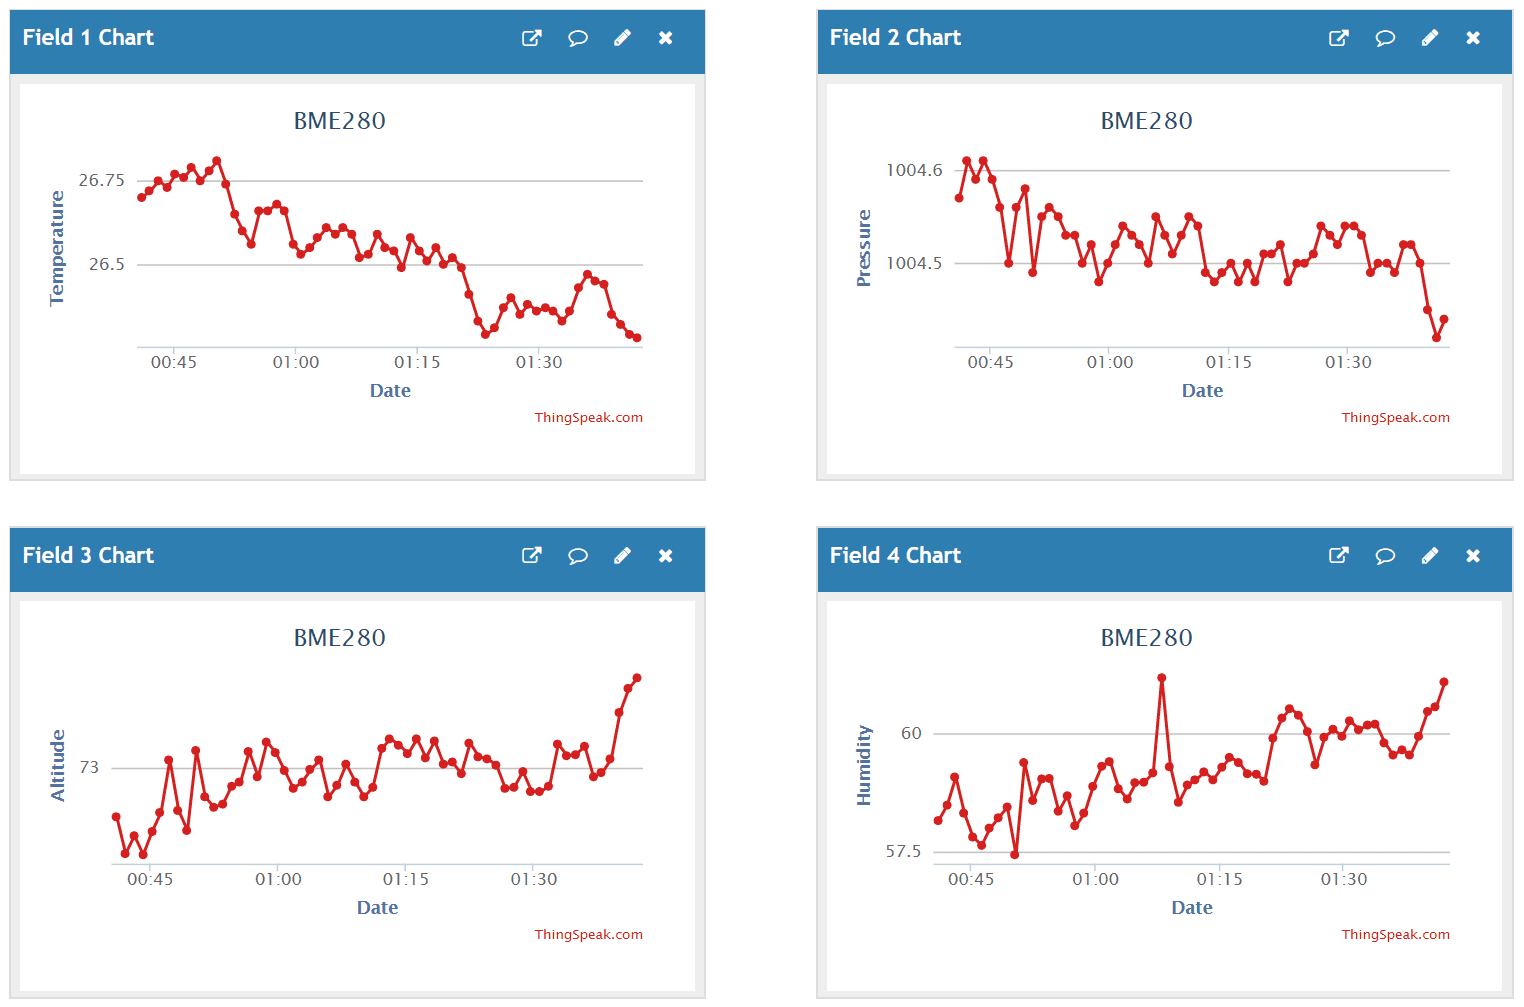 Field 1 Chart
BME280
Temperature
26.75
26.5
00:45 01:00 01:15 01:30
Date
ThingSpeak.com
Field 2 Chart
BME280
Pressure
1004.6
1004.5
00:45 01:00 01:15 01:30
Date
ThingSpeak.com
Field 3 Chart
BME280
Altitude
73
00:45 01:00 01:15 01:30
Date
ThingSpeak.com
Field 4 Chart
BME280
Humidity
60
57.5
00:45 01:00 01:15 01:30
Date
ThingSpeak.com